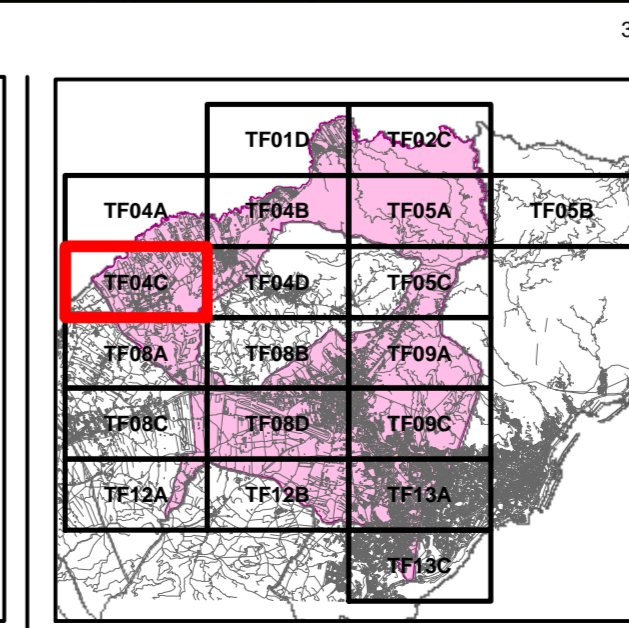 3
TF01D TF02C
TF04A TF04B TF05A TF05B
TF04C TF04D TF05C
TF08A TF08B TF09A
TF08C TF08D TF09C
TF12A TF12B TF13A
TF13C